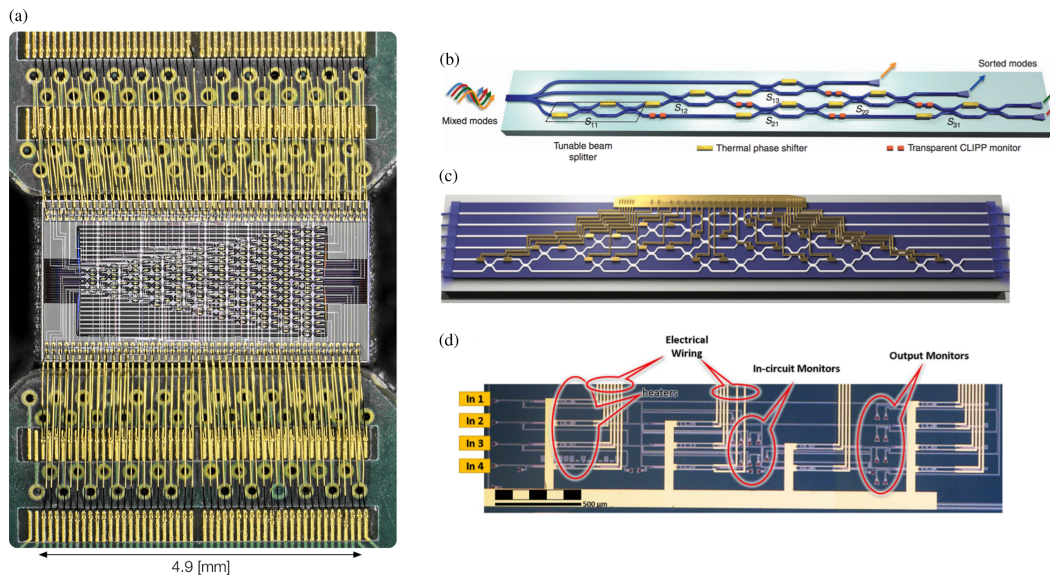 (a)
4.9 [mm]
(b)
Mixed modes
Sorted modes
S11
S12
S13
S21
S22
S31
Tunable beam
splitter
Thermal phase shifter
Transparent CLIPP monitor
(c)
(d)
Electrical
Wiring
In-circuit Monitors
Output Monitors
heaters
In 1
In 2
In 3
In 4
500 μm